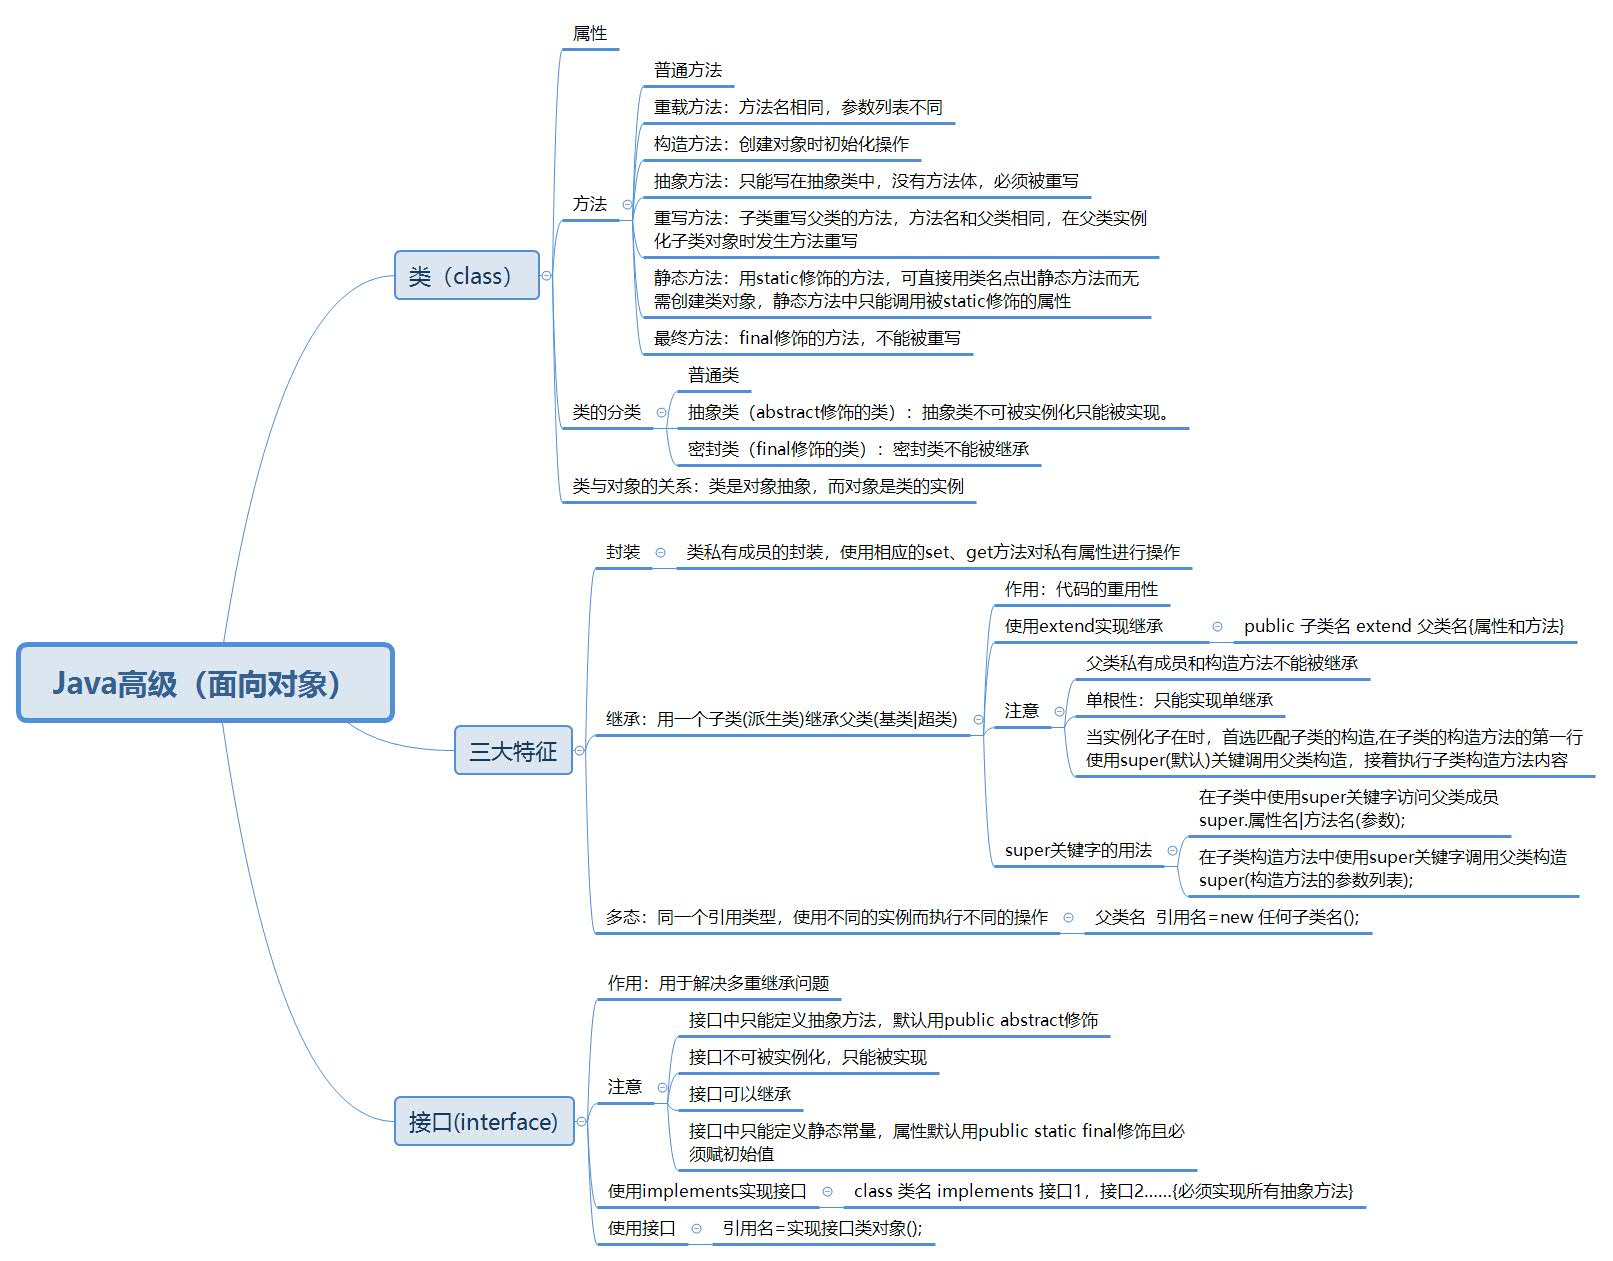 Java高级（面向对象）
类（class）
属性
方法
普通方法
重载方法：方法名相同，参数列表不同
构造方法：创建对象时初始化操作
抽象方法：只能写在抽象类中，没有方法体，必须被重写
重写方法：子类重写父类的方法，方法名和父类相同，在父类实例
化子类对象时发生方法重写
静态方法：用static修饰的方法，可直接用类名点出静态方法而无
需创建类对象，静态方法中只能调用被static修饰的属性
最终方法：final修饰的方法，不能被重写
类的分类
普通类
抽象类（abstract修饰的类）：抽象类不可被实例化只能被实现。
密封类（final修饰的类）：密封类不能被继承
类与对象的关系：类是对象抽象，而对象是类的实例
三大特征
封装
类私有成员的封装，使用相应的set、get方法对私有属性进行操作
继承：用一个子类(派生类)继承父类(基类|超类)
作用：代码的重用性
使用extend实现继承
public 子类名 extend 父类名{属性和方法}
注意
父类私有成员和构造方法不能被继承
单根性：只能实现单继承
当实例化子在时，首选匹配子类的构造,在子类的构造方法的第一行
使用super(默认)关键调用父类构造，接着执行子类构造方法内容
super关键字的用法
在子类中使用super关键字访问父类成员
super.属性名|方法名(参数);
在子类构造方法中使用super关键字调用父类构造
super(构造方法的参数列表);
多态：同一个引用类型，使用不同的实例而执行不同的操作
父类名 引用名=new 任何子类名();
接口(interface)
作用：用于解决多重继承问题
注意
接口中只能定义抽象方法，默认用public abstract修饰
接口不可被实例化，只能被实现
接口可以继承
接口中只能定义静态常量，属性默认用public static final修饰且必
须赋初始值
使用implements实现接口
class 类名 implements 接口1，接口2......{必须实现所有抽象方法}
使用接口
引用名=实现接口类对象();